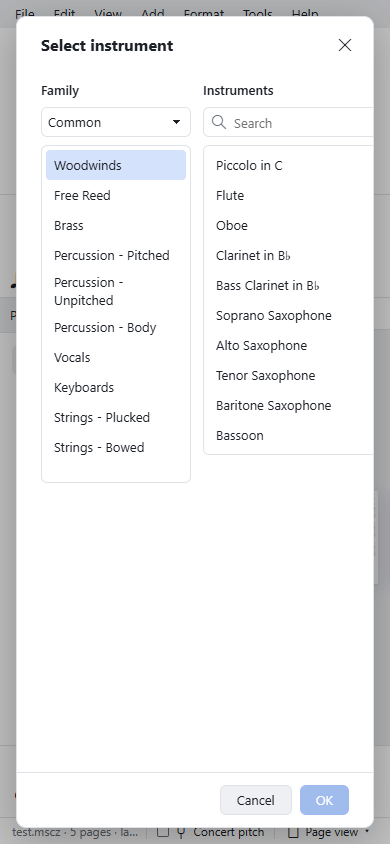 File Edit View Add Format Tools Help
Select instrument
Family
Instruments
Common
Search
Woodwinds
Free Reed
Brass
Percussion - Pitched
Percussion -
Unpitched
Percussion - Body
Vocals
Keyboards
Strings - Plucked
Strings - Bowed
Piccolo in C
Flute
Oboe
Clarinet in B♭
Bass Clarinet in B♭
Soprano Saxophone
Alto Saxophone
Tenor Saxophone
Baritone Saxophone
Bassoon
Cancel
OK
test.mscz · 5 pages · la...
Concert pitch
Page view